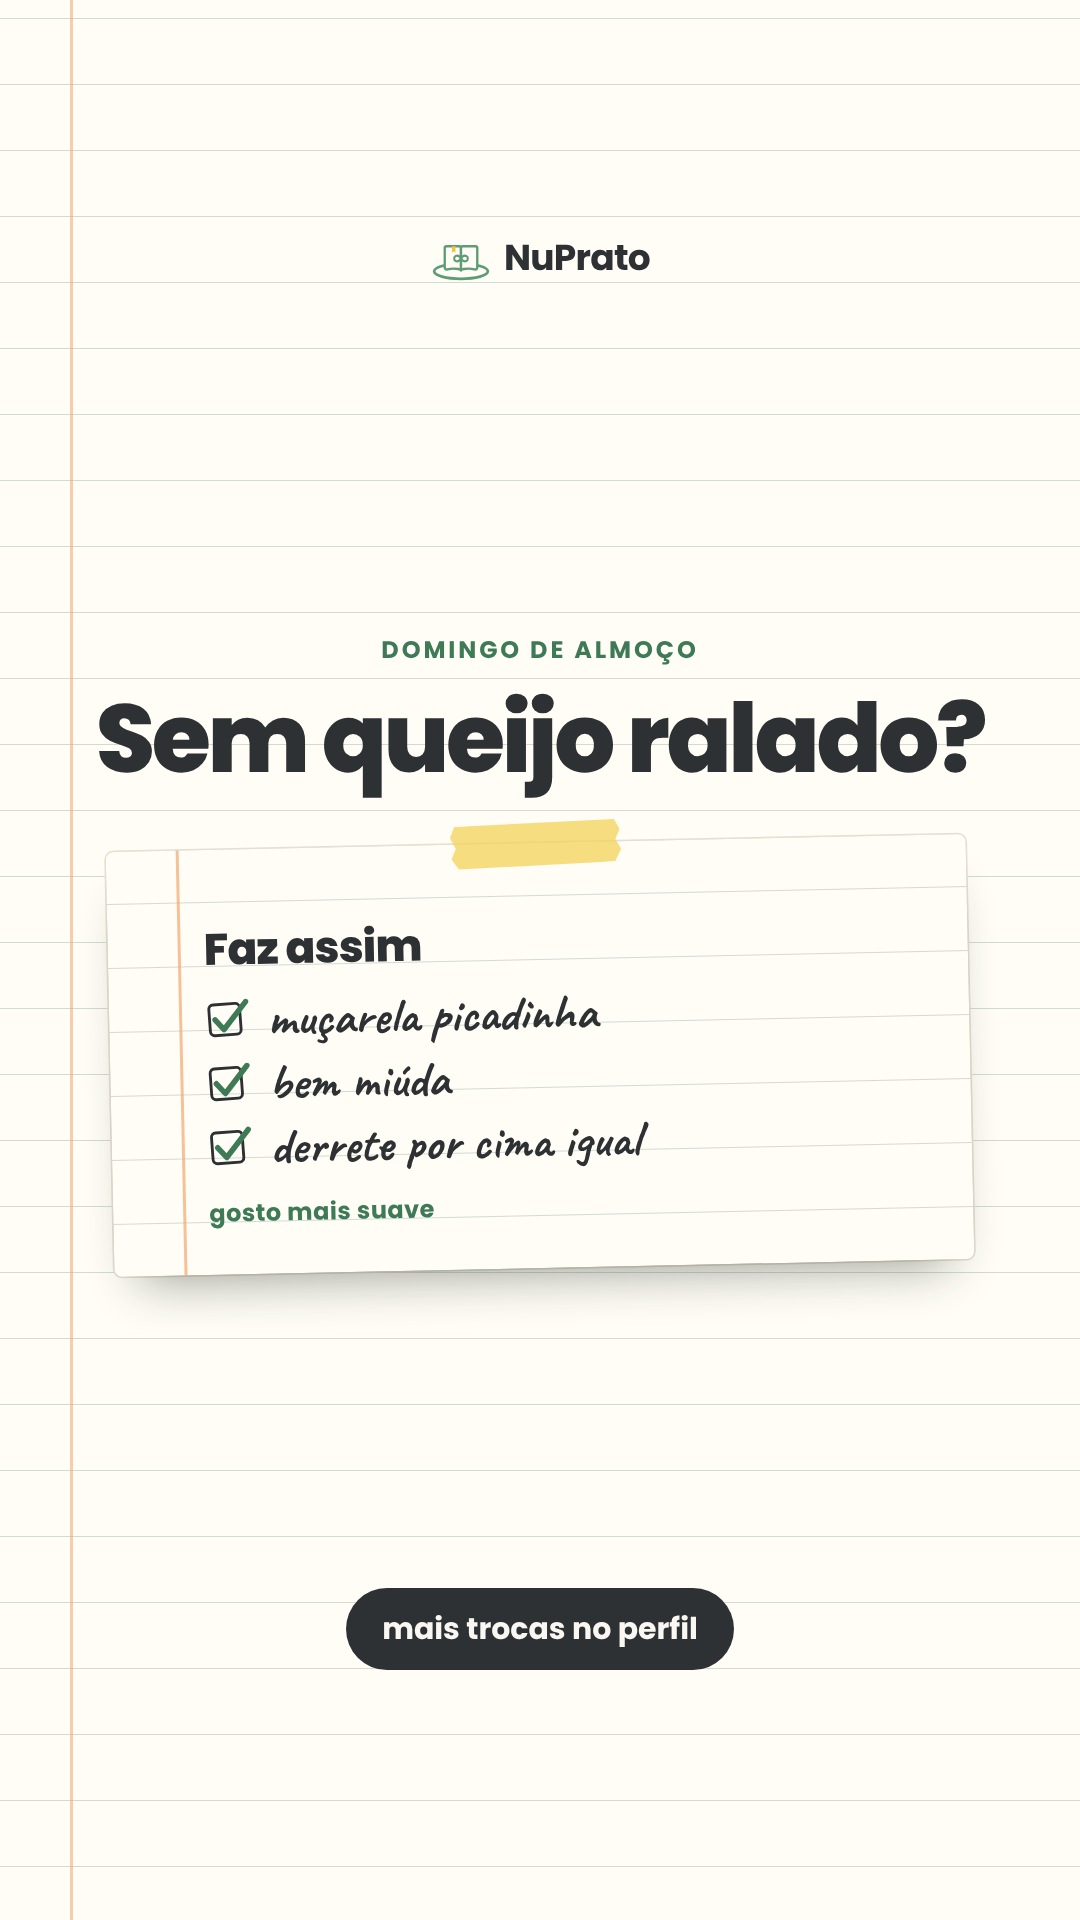 NuPrato
DOMINGO DE ALMOÇO
Sem queijo ralado?
Faz assim
muçarela picadinha
bem miúda
derrete por cima igual
gosto mais suave
mais trocas no perfil